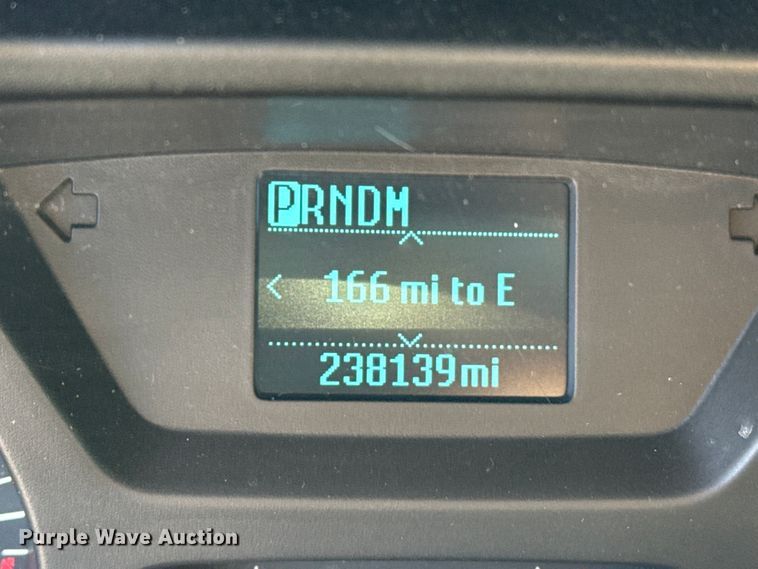 PRNDM
166 mi to E
238139mi
Purple Wave Auction